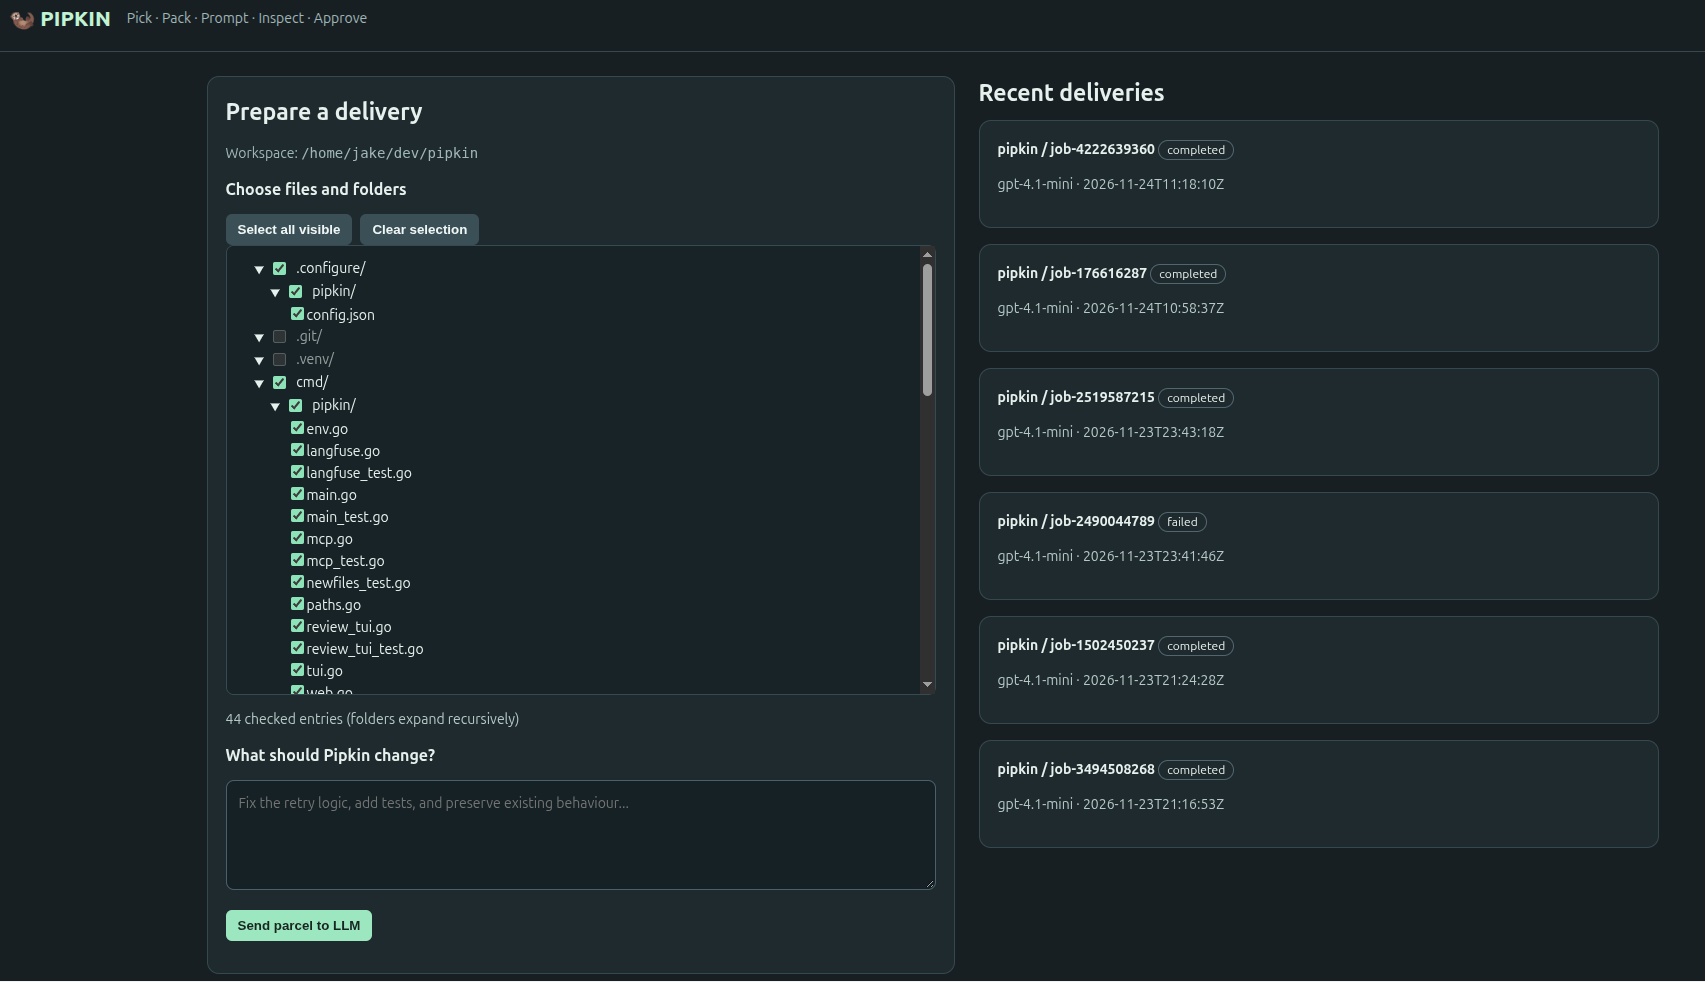 PIPKIN Pick · Pack · Prompt · Inspect · Approve
Prepare a delivery
Workspace: /home/jake/dev/pipkin
Choose files and folders
Select all visible Clear selection
.configure/
pipkin/
config.json
.git/
.venv/
cmd/
pipkin/
env.go
langfuse.go
langfuse_test.go
main.go
main_test.go
mcp.go
mcp_test.go
newfiles_test.go
paths.go
review_tui.go
review_tui_test.go
tui.go
web.go
44 checked entries (folders expand recursively)
What should Pipkin change?
Fix the retry logic, add tests, and preserve existing behaviour...
Send parcel to LLM
Recent deliveries
pipkin / job-4222639360 completed
gpt-4.1-mini · 2026-11-24T11:18:10Z
pipkin / job-176616287 completed
gpt-4.1-mini · 2026-11-24T10:58:37Z
pipkin / job-2519587215 completed
gpt-4.1-mini · 2026-11-23T23:43:18Z
pipkin / job-2490044789 failed
gpt-4.1-mini · 2026-11-23T23:41:46Z
pipkin / job-1502450237 completed
gpt-4.1-mini · 2026-11-23T21:24:28Z
pipkin / job-3494508268 completed
gpt-4.1-mini · 2026-11-23T21:16:53Z